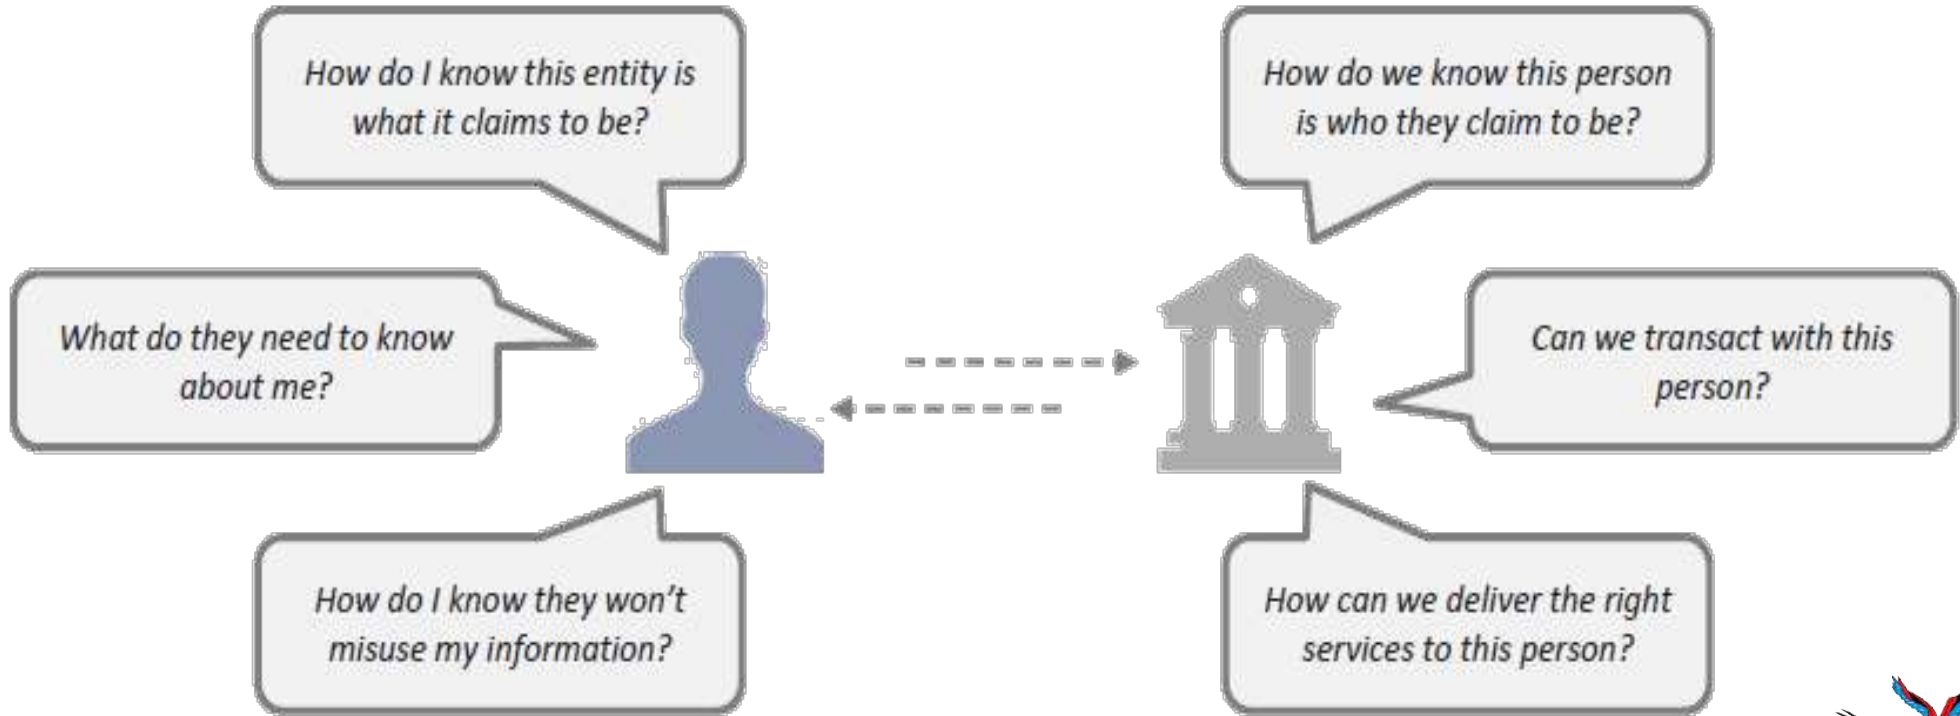 How do I know this entity is
what it claims to be?
How do we know this person
is who they claim to be?
What do they need to know
about me?
Can we transact with this
person?
How do I know they won't
misuse my information?
How can we deliver the right
services to this person?